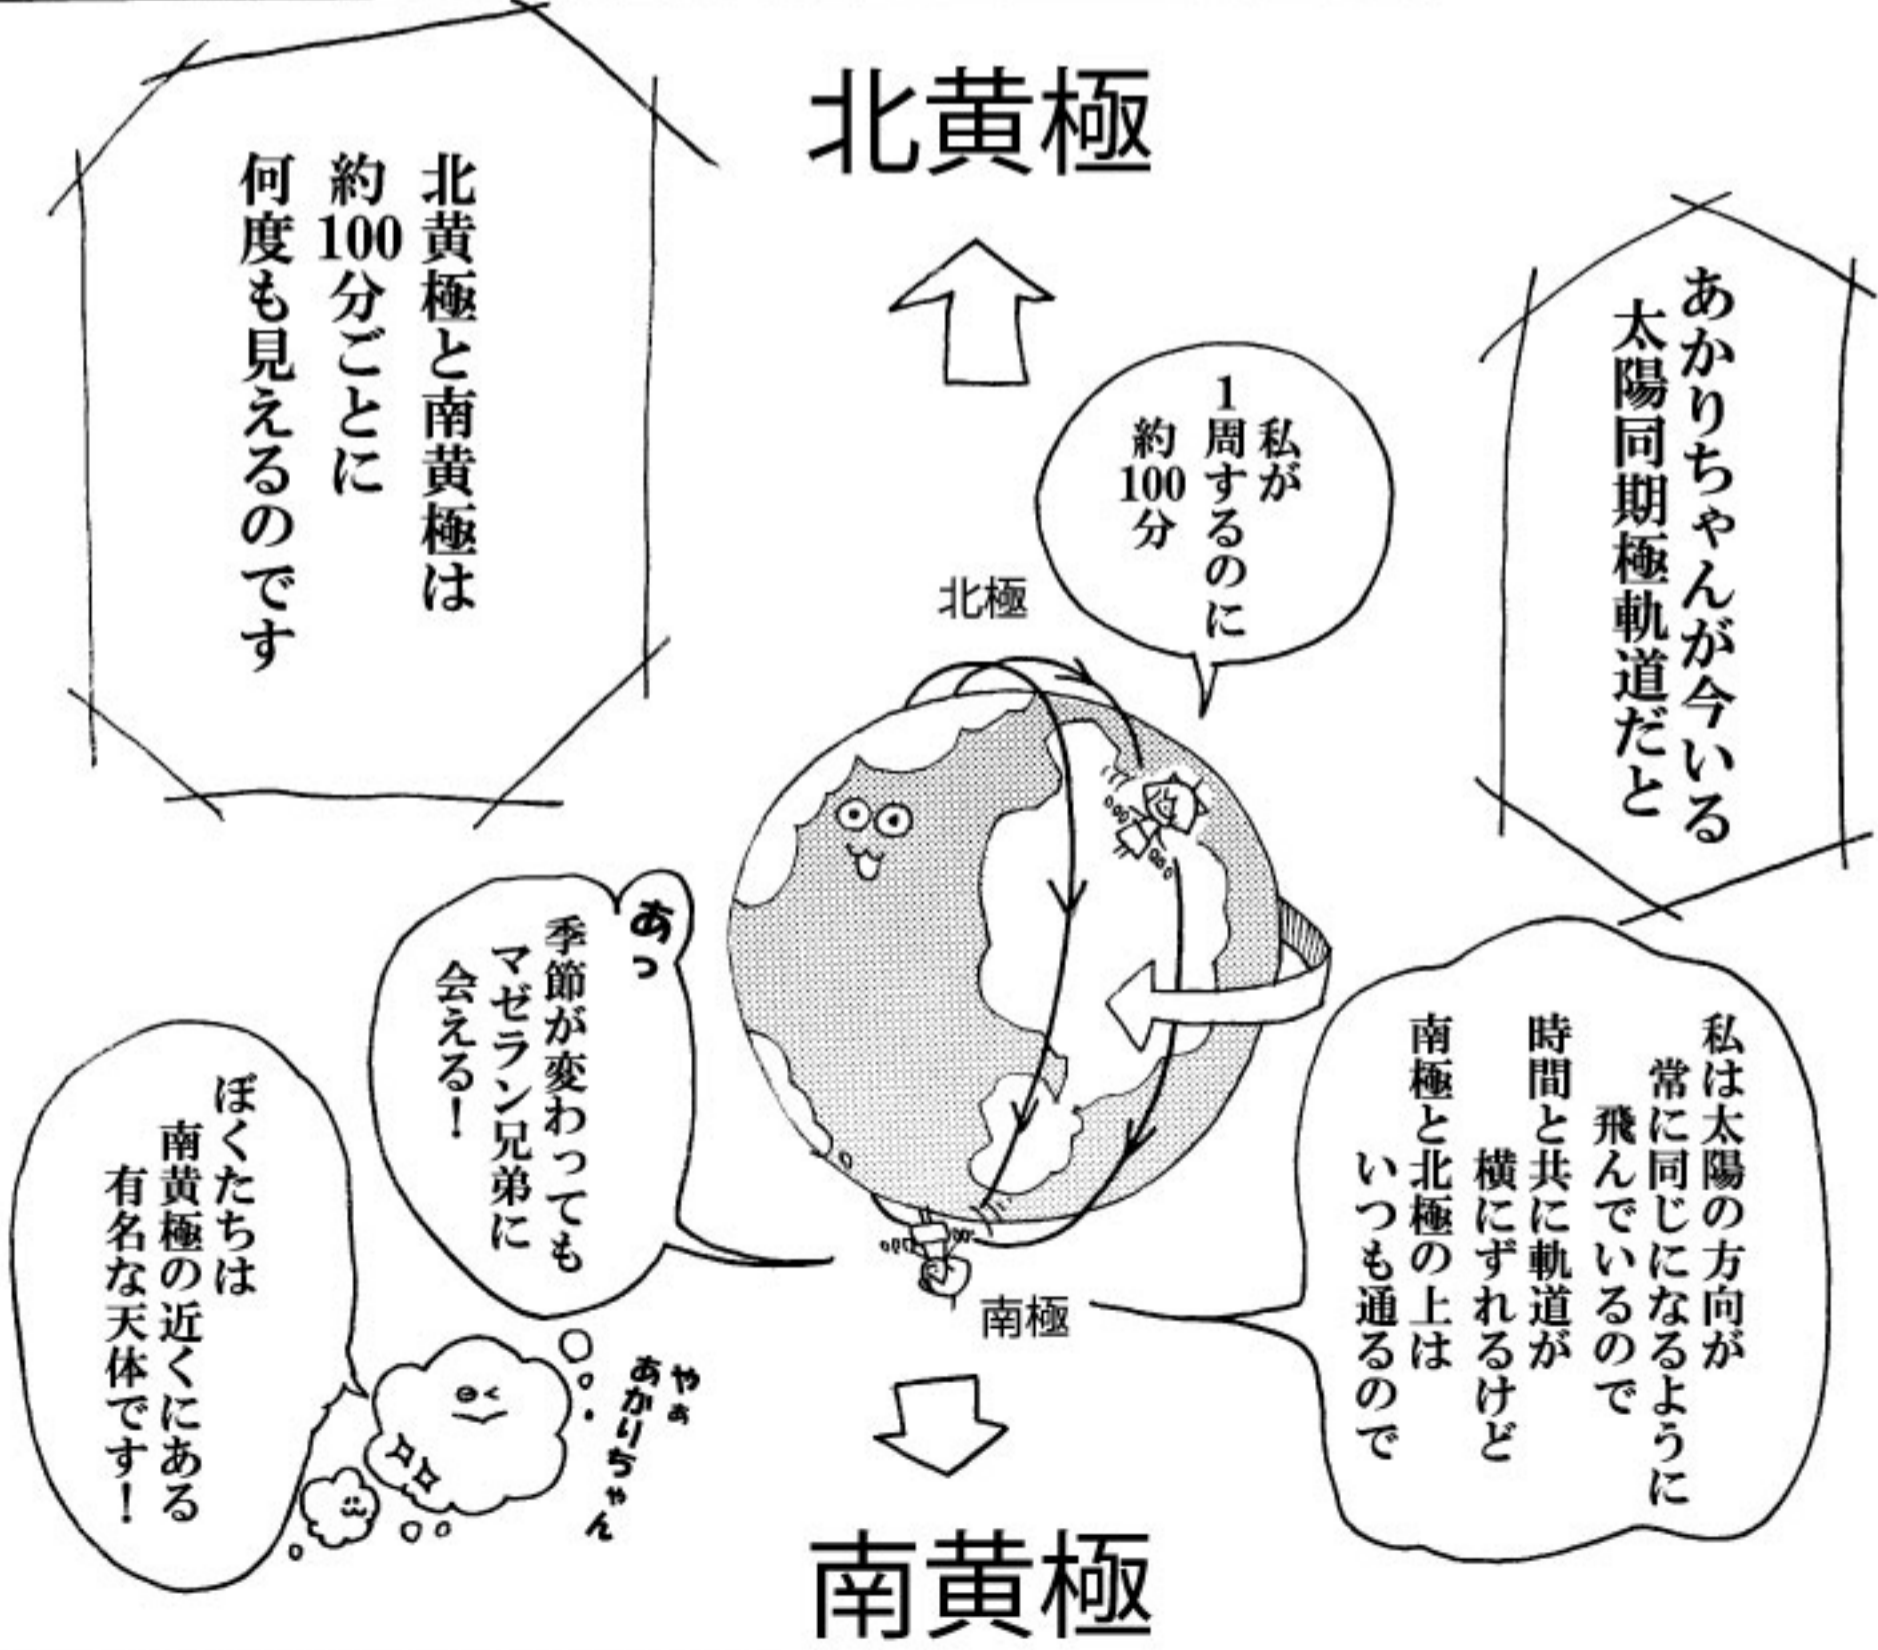 北黄極
あかりちゃんが今いる
太陽同期極軌道だと
私が
1周するのに
約100分
北黄極と南黄極は
約100分ごとに
何度も見えるのです
北極
私は太陽の方向が
常に同じになるように
飛んでいるので
時間と共に軌道が
横にずれるけど
南極と北極の上は
いつも通るので
あっ
季節が変わっても
マゼラン兄弟に
会える!
南極
やぁ
あかりちゃん
ぼくたちは
南黄極の近くにある
有名な天体です!
南黄極